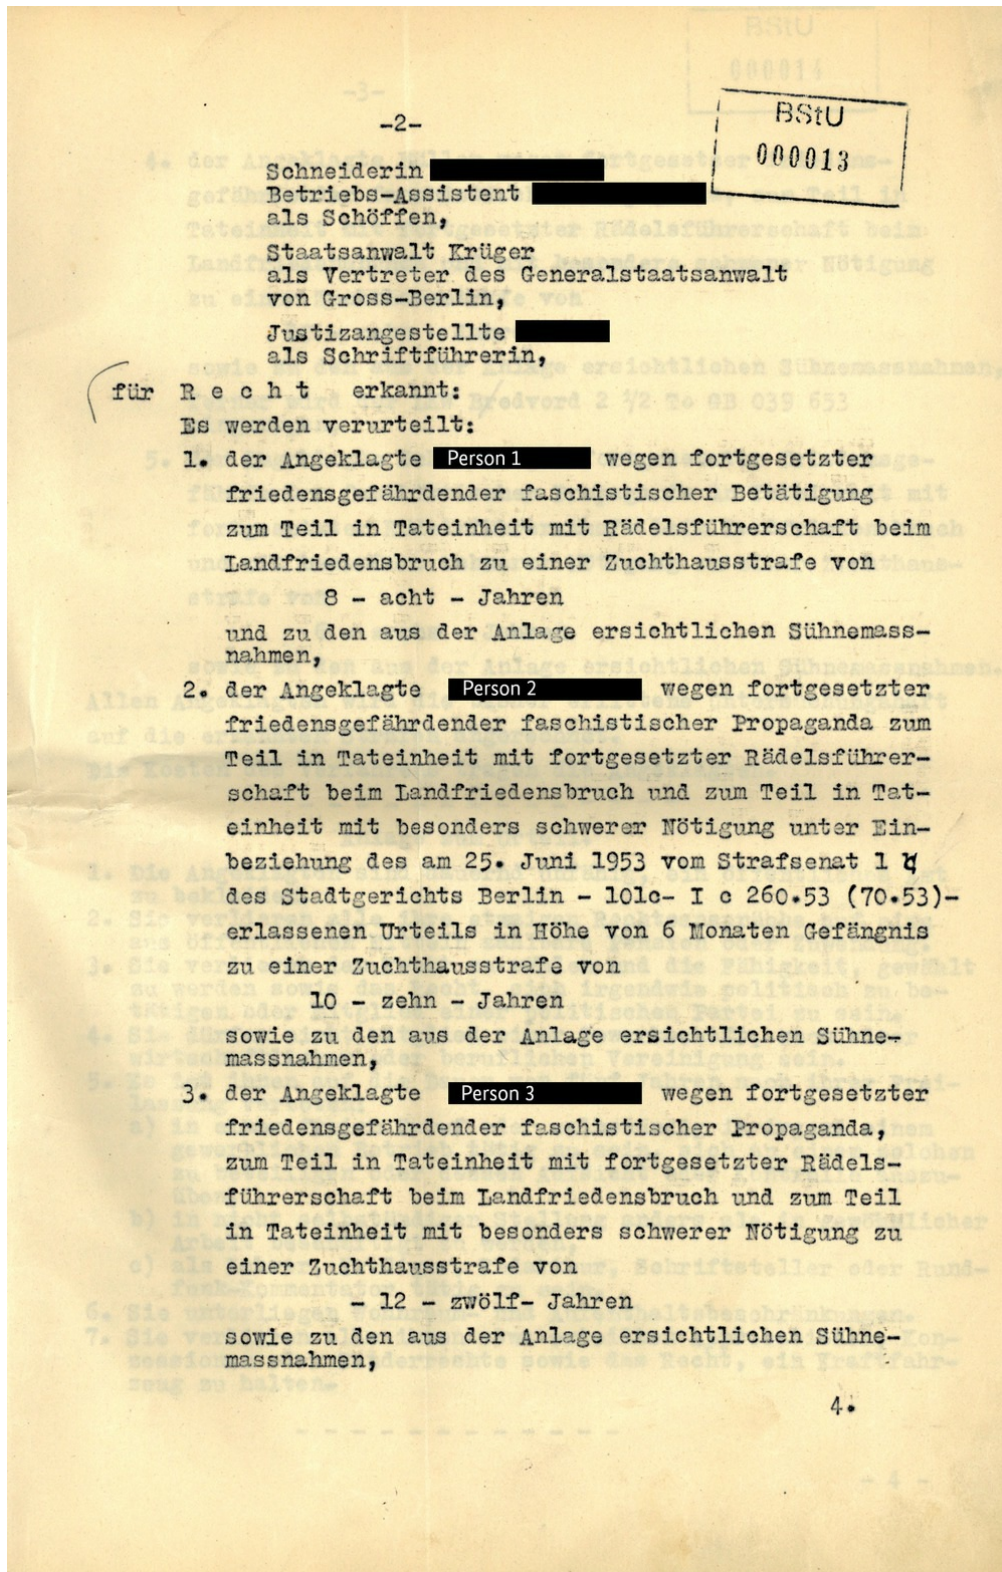 BStU
000014
-3-
-2-
BStU
000013
Schneiderin
Betriebs-Assistent
als Schöffen,
Staatsanwalt Krüger
als Vertreter des Generalstaatsanwalt
von Gross-Berlin,
Justizangestellte
als Schriftführerin,
für R e c h t erkannt:
Es werden verurteilt:
1. der Angeklagte Person 1 wegen fortgesetzter
friedensgefährdender faschistischer Betätigung
zum Teil in Tateinheit mit Rädelsführerschaft beim
Landfriedensbruch zu einer Zuchthausstrafe von
8 - acht - Jahren
und zu den aus der Anlage ersichtlichen Sühnemass-
nahmen,
2. der Angeklagte Person 2 wegen fortgesetzter
friedensgefährdender faschistischer Propaganda zum
Teil in Tateinheit mit fortgesetzter Rädelsführer-
schaft beim Landfriedensbruch und zum Teil in Tat-
einheit mit besonders schwerer Nötigung unter Ein-
beziehung des am 25. Juni 1953 vom Strafsenat 1
des Stadtgerichts Berlin - 101c- I c 260.53 (70.53)-
erlassenen Urteils in Höhe von 6 Monaten Gefängnis
zu einer Zuchthausstrafe von
10 - zehn - Jahren
sowie zu den aus der Anlage ersichtlichen Sühne-
massnahmen,
3. der Angeklagte Person 3 wegen fortgesetzter
friedensgefährdender faschistischer Propaganda,
zum Teil in Tateinheit mit fortgesetzter Rädels-
führerschaft beim Landfriedensbruch und zum Teil
in Tateinheit mit besonders schwerer Nötigung zu
einer Zuchthausstrafe von
- 12 - zwölf- Jahren
sowie zu den aus der Anlage ersichtlichen Sühne-
massnahmen,
4.
- 4 -